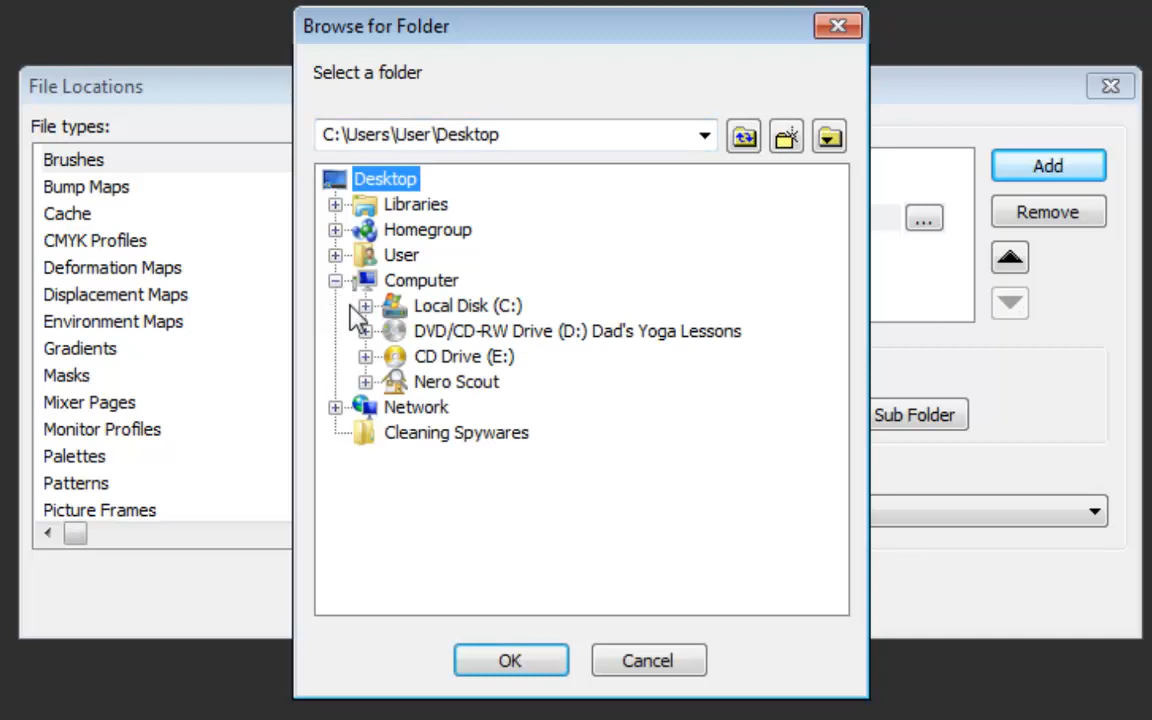 Browse for Folder
Select a folder
C:\Users\User\Desktop
Desktop
Libraries
Homegroup
User
Computer
Local Disk (C:)
DVD/CD-RW Drive (D:) Dad's Yoga Lessons
CD Drive (E:)
Nero Scout
Network
Cleaning Spywares
OK
Cancel
File Locations
File types:
Brushes
Bump Maps
Cache
CMYK Profiles
Deformation Maps
Displacement Maps
Environment Maps
Gradients
Masks
Mixer Pages
Monitor Profiles
Palettes
Patterns
Picture Frames
Add
Remove
...
Sub Folder